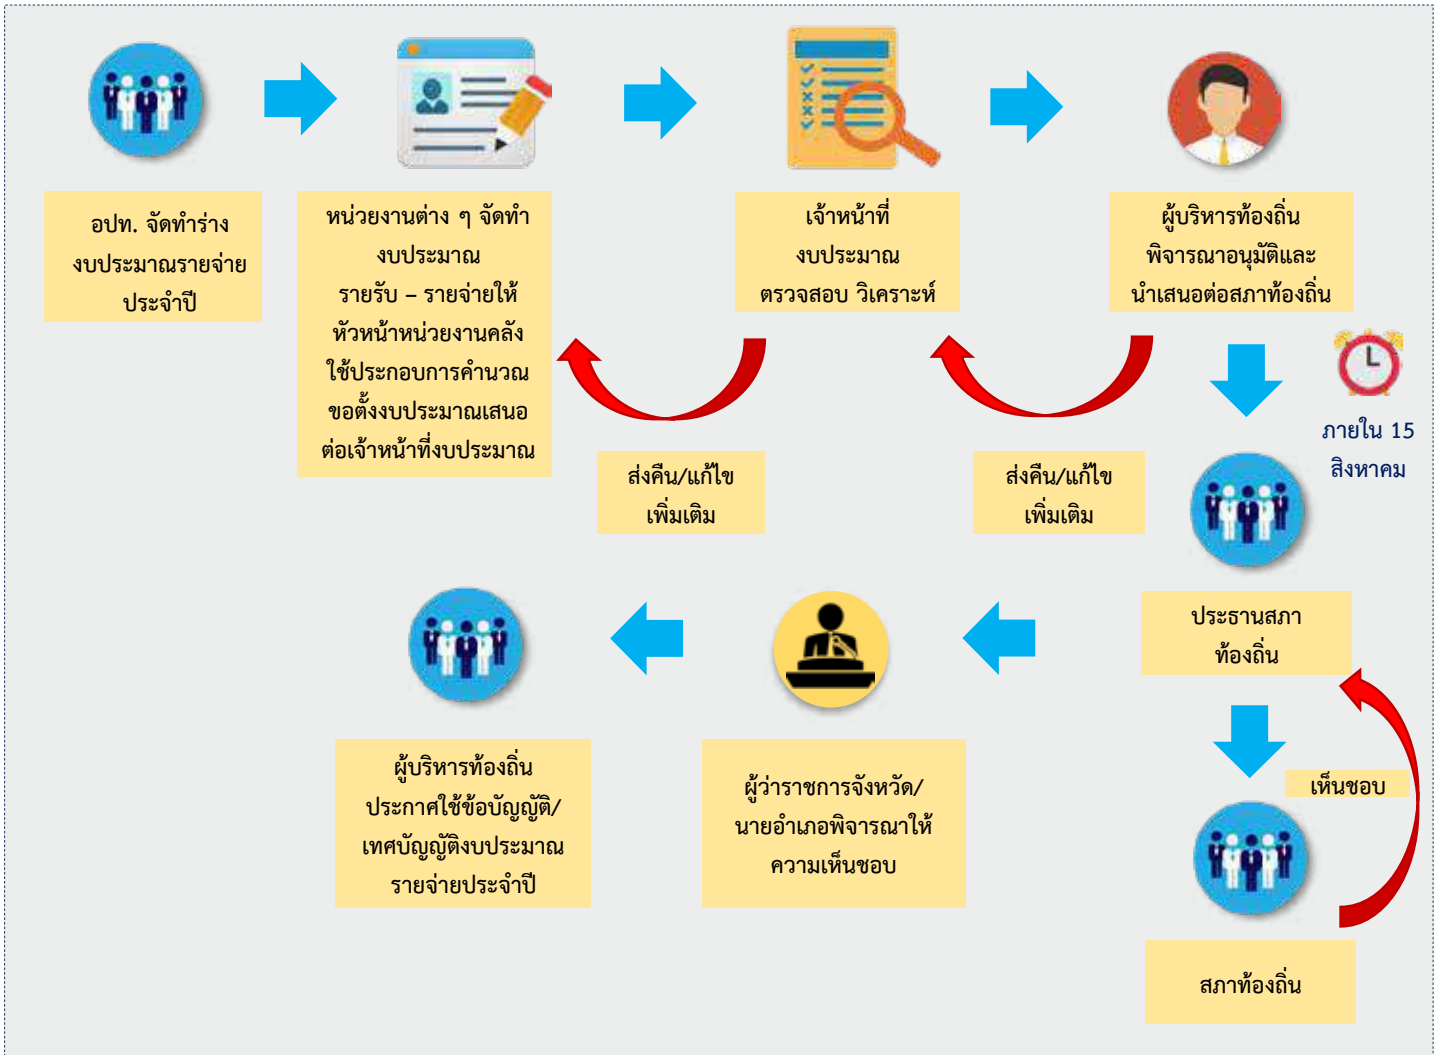 อปท. จัดทำร่าง
งบประมาณรายจ่าย
ประจำปี
หน่วยงานต่าง ๆ จัดทำ
งบประมาณ
รายรับ – รายจ่ายให้
หัวหน้าหน่วยงานคลัง
ใช้ประกอบการคำนวณ
ขอตั้งงบประมาณเสนอ
ต่อเจ้าหน้าที่งบประมาณ
เจ้าหน้าที่
งบประมาณ
ตรวจสอบ วิเคราะห์
ผู้บริหารท้องถิ่น
พิจารณาอนุมัติและ
นำเสนอต่อสภาท้องถิ่น
ส่งคืน/แก้ไข
เพิ่มเติม
ส่งคืน/แก้ไข
เพิ่มเติม
ภายใน 15
สิงหาคม
ประธานสภา
ท้องถิ่น
เห็นชอบ
สภาท้องถิ่น
ผู้ว่าราชการจังหวัด/
นายอำเภอพิจารณาให้
ความเห็นชอบ
ผู้บริหารท้องถิ่น
ประกาศใช้ข้อบัญญัติ/
เทศบัญญัติงบประมาณ
รายจ่ายประจำปี